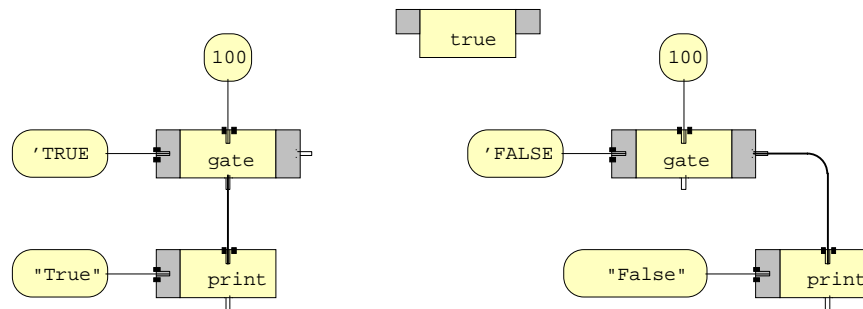 true
100
100
'TRUE
gate
'FALSE
gate
"True"
print
"False"
print